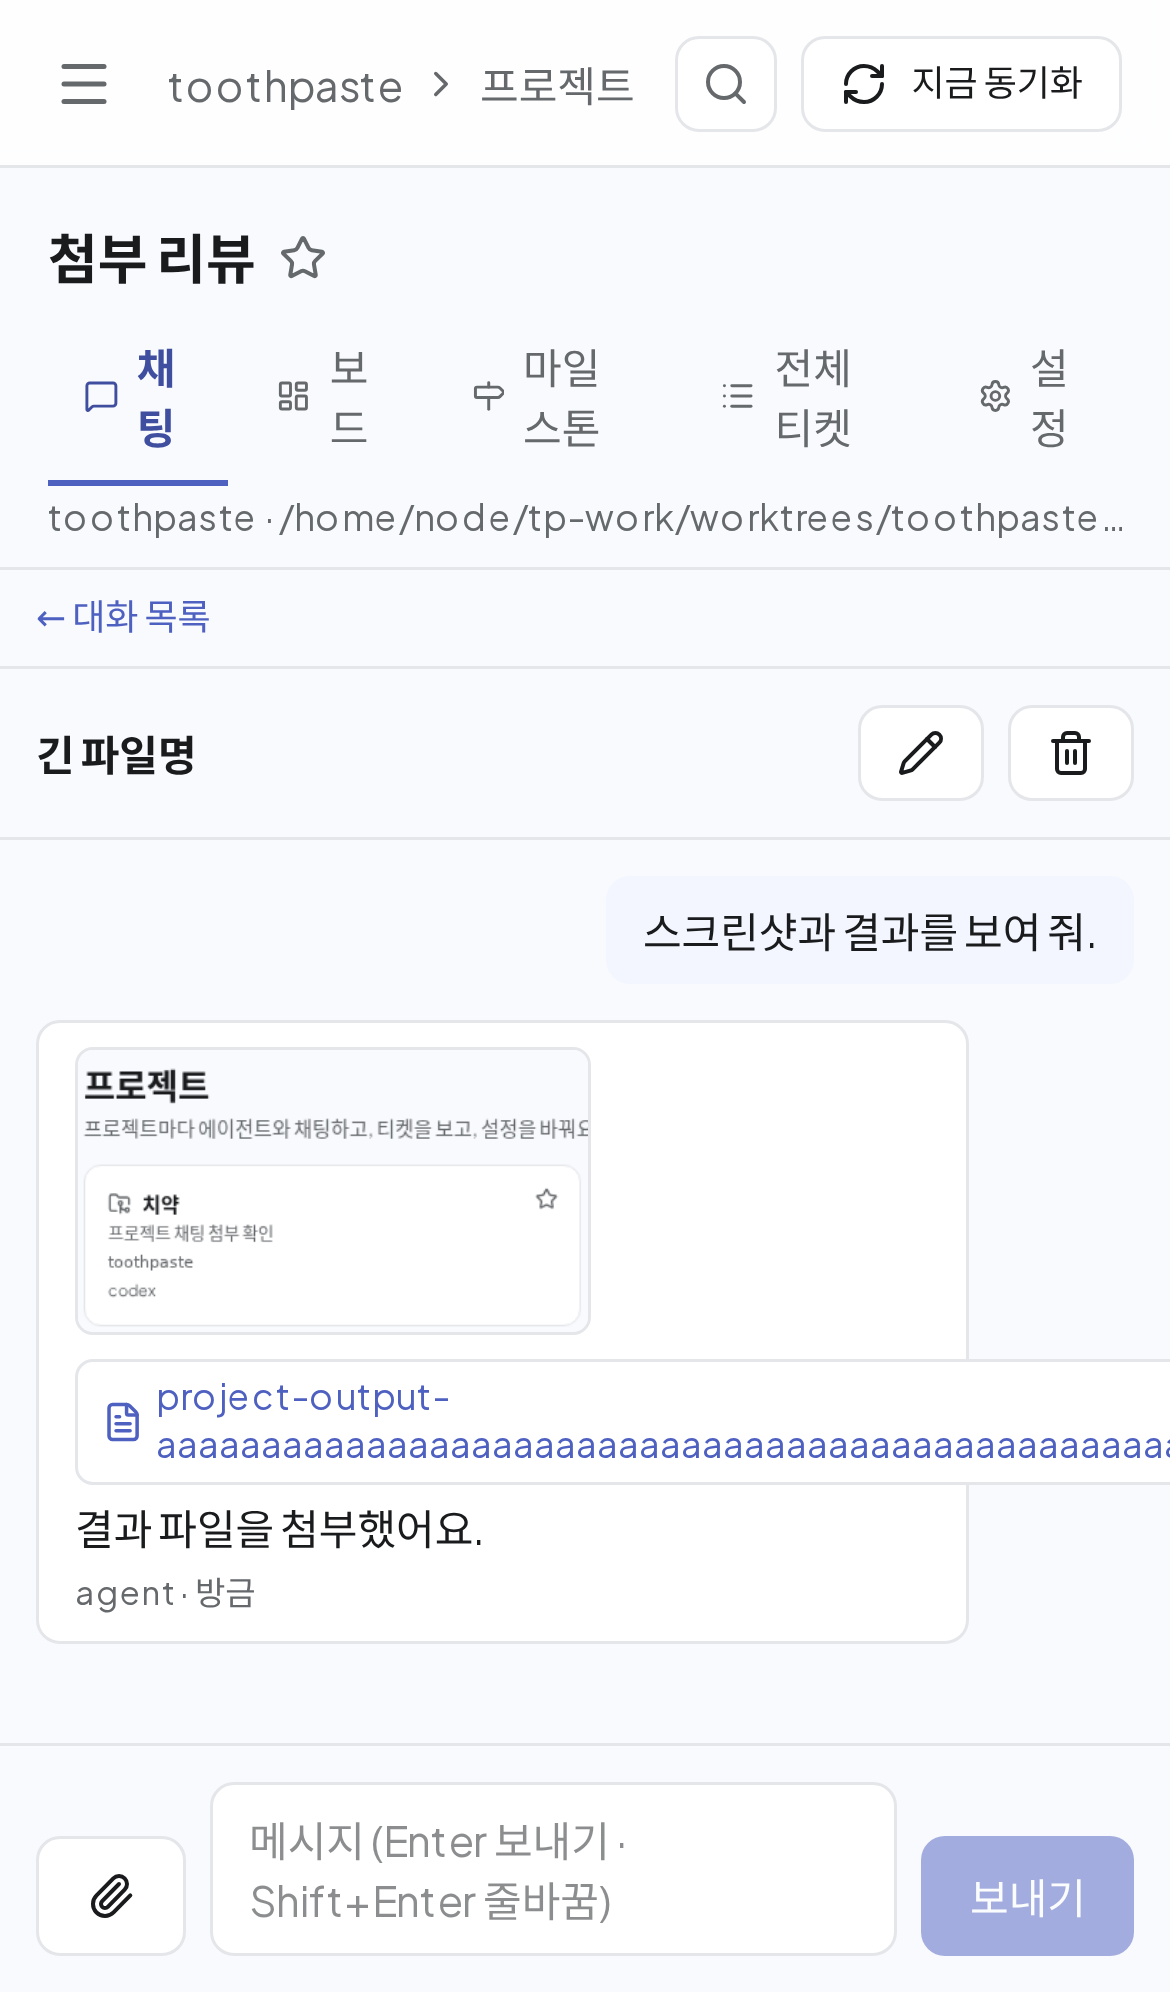 toothpaste > 프로젝트
지금 동기화
첨부 리뷰
채팅
보드
마일스톤
전체 티켓
설정
toothpaste · /home/node/tp-work/worktrees/toothpaste…
← 대화 목록
긴 파일명
스크린샷과 결과를 보여 줘.
프로젝트
프로젝트마다 에이전트와 채팅하고, 티켓을 보고, 설정을 바꿔요
치약
프로젝트 채팅 첨부 확인
toothpaste
codex
project-output-
aaaaaaaaaaaaaaaaaaaaaaaaaaaaaaaaaaaaaaaaaaaaaaaaa
결과 파일을 첨부했어요.
agent · 방금
메시지 (Enter 보내기 ·
Shift+Enter 줄바꿈)
보내기